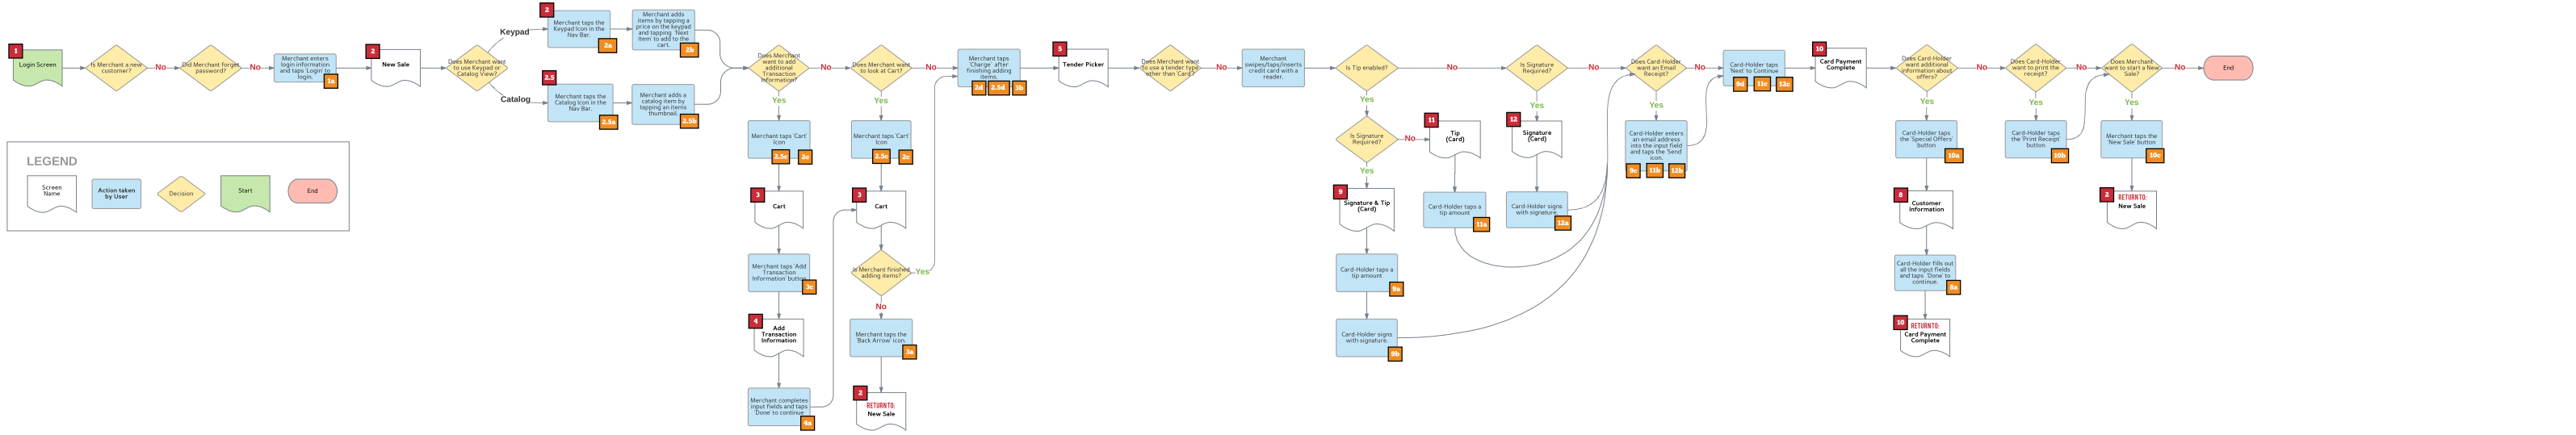 1
Login Screen
Is Merchant a new
customer?
No
Did Merchant forget
password?
No
Merchant enters
login information
and taps 'Login' to
login.
1a
2
New Sale
Does Merchant want
to use Keypad or
Catalog View?
Keypad
2
Merchant taps the
Keypad Icon in the
Nav Bar.
2a
Merchant adds
items by tapping a
price on the keypad
and tapping 'Next
Item' to add to the
cart.
2b
Catalog
2.5
Merchant taps the
Catalog Icon in the
Nav Bar.
2.5a
Merchant adds a
catalog item by
tapping an items
thumbnail.
2.5b
Does Merchant
want to add
additional
Transaction
Information?
No
Yes
Merchant taps 'Cart'
Icon
2.5c
2c
3
Cart
Merchant taps 'Add
Transaction
Information' button
3c
4
Add
Transaction
Information
Merchant completes
input fields and taps
'Done' to continue
4a
Does Merchant want
to look at Cart?
No
Yes
Merchant taps 'Cart'
Icon
2.5c
2c
3
Cart
Is Merchant finished
adding items?
Yes
No
Merchant taps the
'Back Arrow' icon.
3a
2
RETURN TO:
New Sale
Merchant taps
'Charge' after
finishing adding
items.
2d
2.5d
3b
5
Tender Picker
Does Merchant want
to use a tender type
other than 'Card'?
No
Merchant
swipes/taps/inserts
credit card with a
reader.
Is Tip enabled?
No
Yes
Is Signature
Required?
No
Yes
9
Signature & Tip
(Card)
Card-Holder taps a
tip amount
9a
Card-Holder signs
with signature.
9b
11
Tip
(Card)
Card-Holder taps a
tip amount
11a
Is Signature
Required?
No
Yes
12
Signature
(Card)
Card-Holder signs
with signature.
12a
Does Card-Holder
want an Email
Receipt?
No
Yes
Card-Holder enters
an email address
into the input field
and taps the 'Send'
icon.
9c
11b
12b
Card-Holder taps
'Next' to Continue
9d
11c
12c
10
Card Payment
Complete
Does Card-Holder
want additional
information about
offers?
No
Yes
Card-Holder taps
the 'Special Offers'
button
10a
8
Customer
Information
Card-Holder fills out
all the input fields
and taps 'Done' to
continue.
8a
10
RETURN TO:
Card Payment
Complete
Does Card-Holder
want to print the
receipt?
No
Yes
Card-Holder taps
the 'Print Receipt'
button
10b
Does Merchant
want to start a New
Sale?
No
Yes
Merchant taps the
'New Sale' button
10c
2
RETURN TO:
New Sale
End
LEGEND
Screen
Name
Action taken
by User
Decision
Start
End